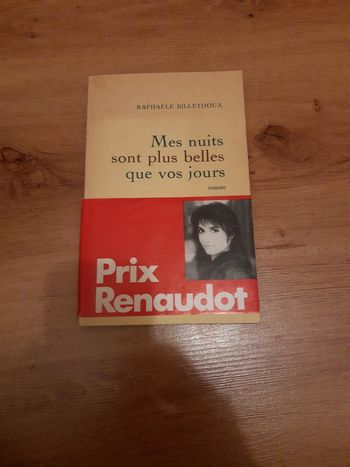 RAPHAËLE BILLETDOUX
Mes nuits
sont plus belles
que vos jours
roman
Prix
Renaudot